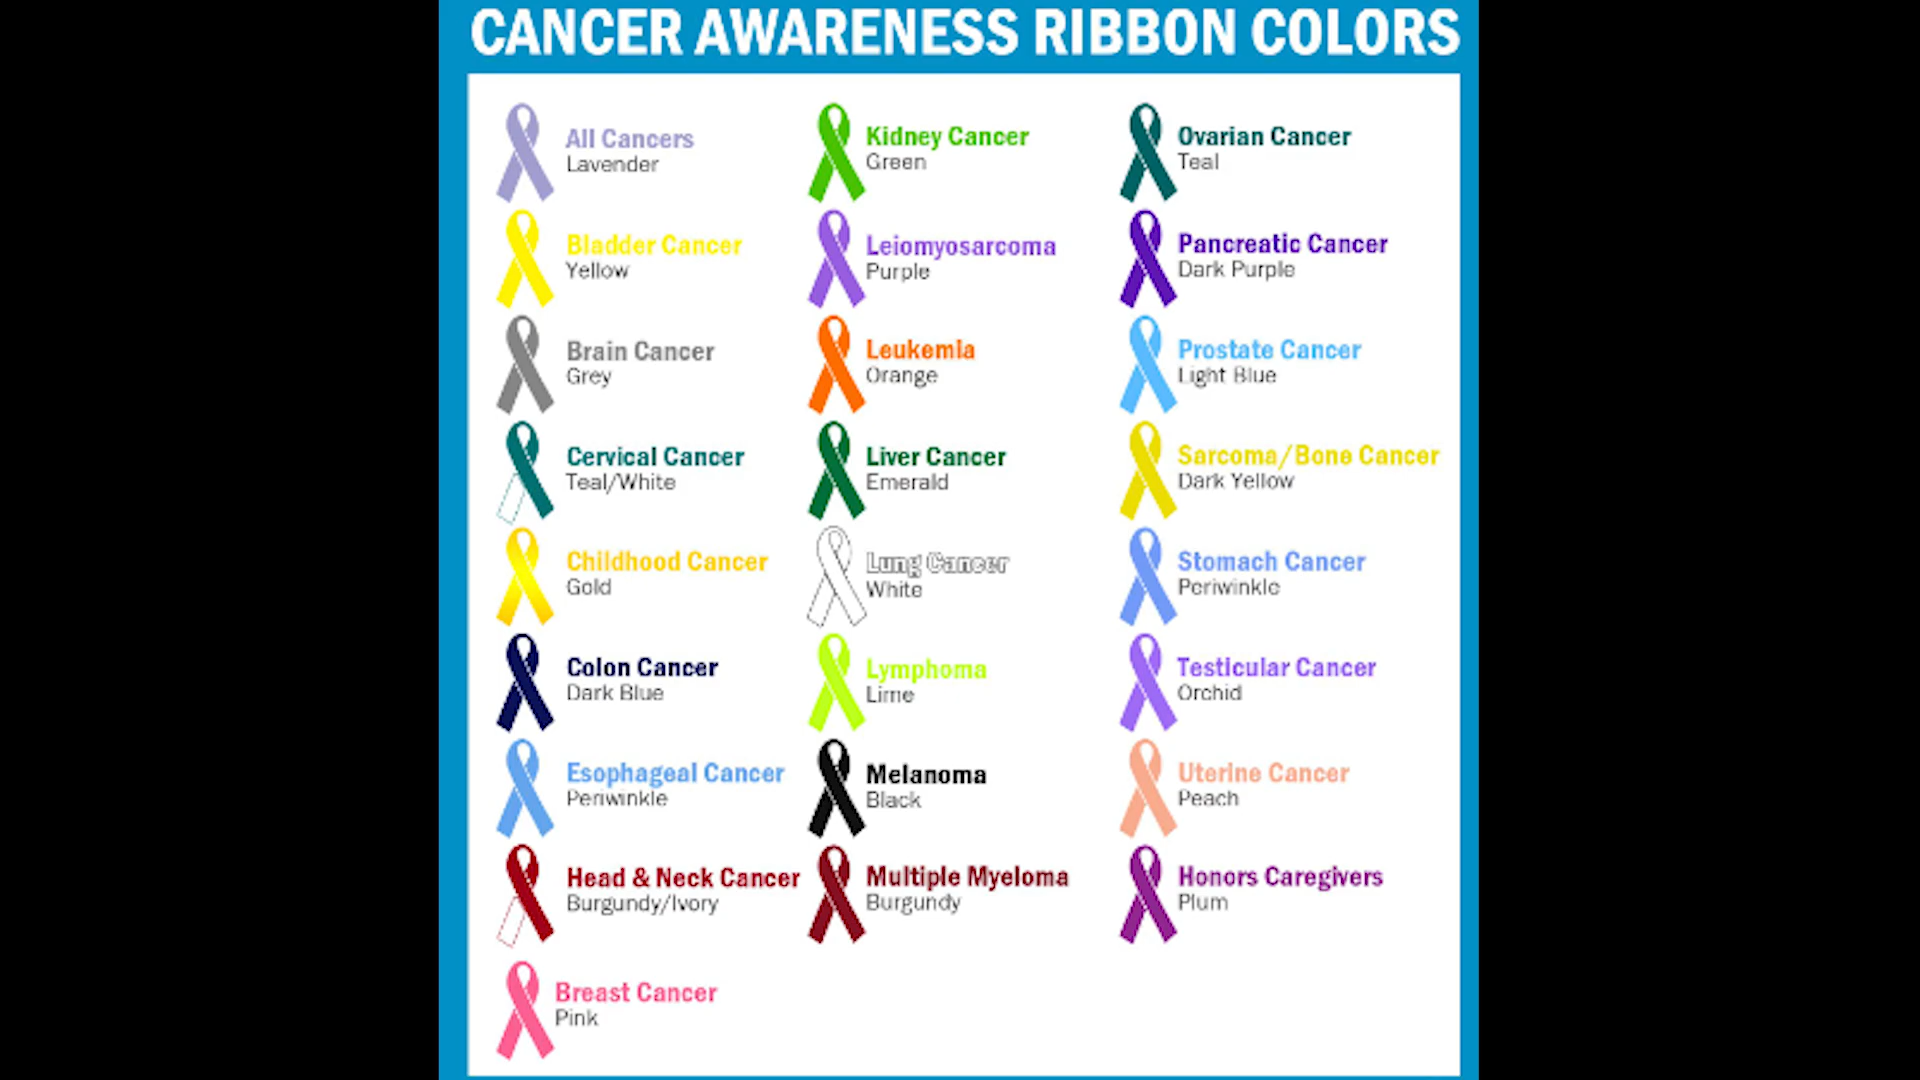 CANCER AWARENESS RIBBON COLORS
All Cancers
Lavender
Bladder Cancer
Yellow
Brain Cancer
Grey
Cervical Cancer
Teal/White
Childhood Cancer
Gold
Colon Cancer
Dark Blue
Esophageal Cancer
Periwinkle
Head & Neck Cancer
Burgundy/Ivory
Breast Cancer
Pink
Kidney Cancer
Green
Leiomyosarcoma
Purple
Leukemia
Orange
Liver Cancer
Emerald
Lung Cancer
White
Lymphoma
Lime
Melanoma
Black
Multiple Myeloma
Burgundy
Ovarian Cancer
Teal
Pancreatic Cancer
Dark Purple
Prostate Cancer
Light Blue
Sarcoma/Bone Cancer
Dark Yellow
Stomach Cancer
Periwinkle
Testicular Cancer
Orchid
Uterine Cancer
Peach
Honors Caregivers
Plum